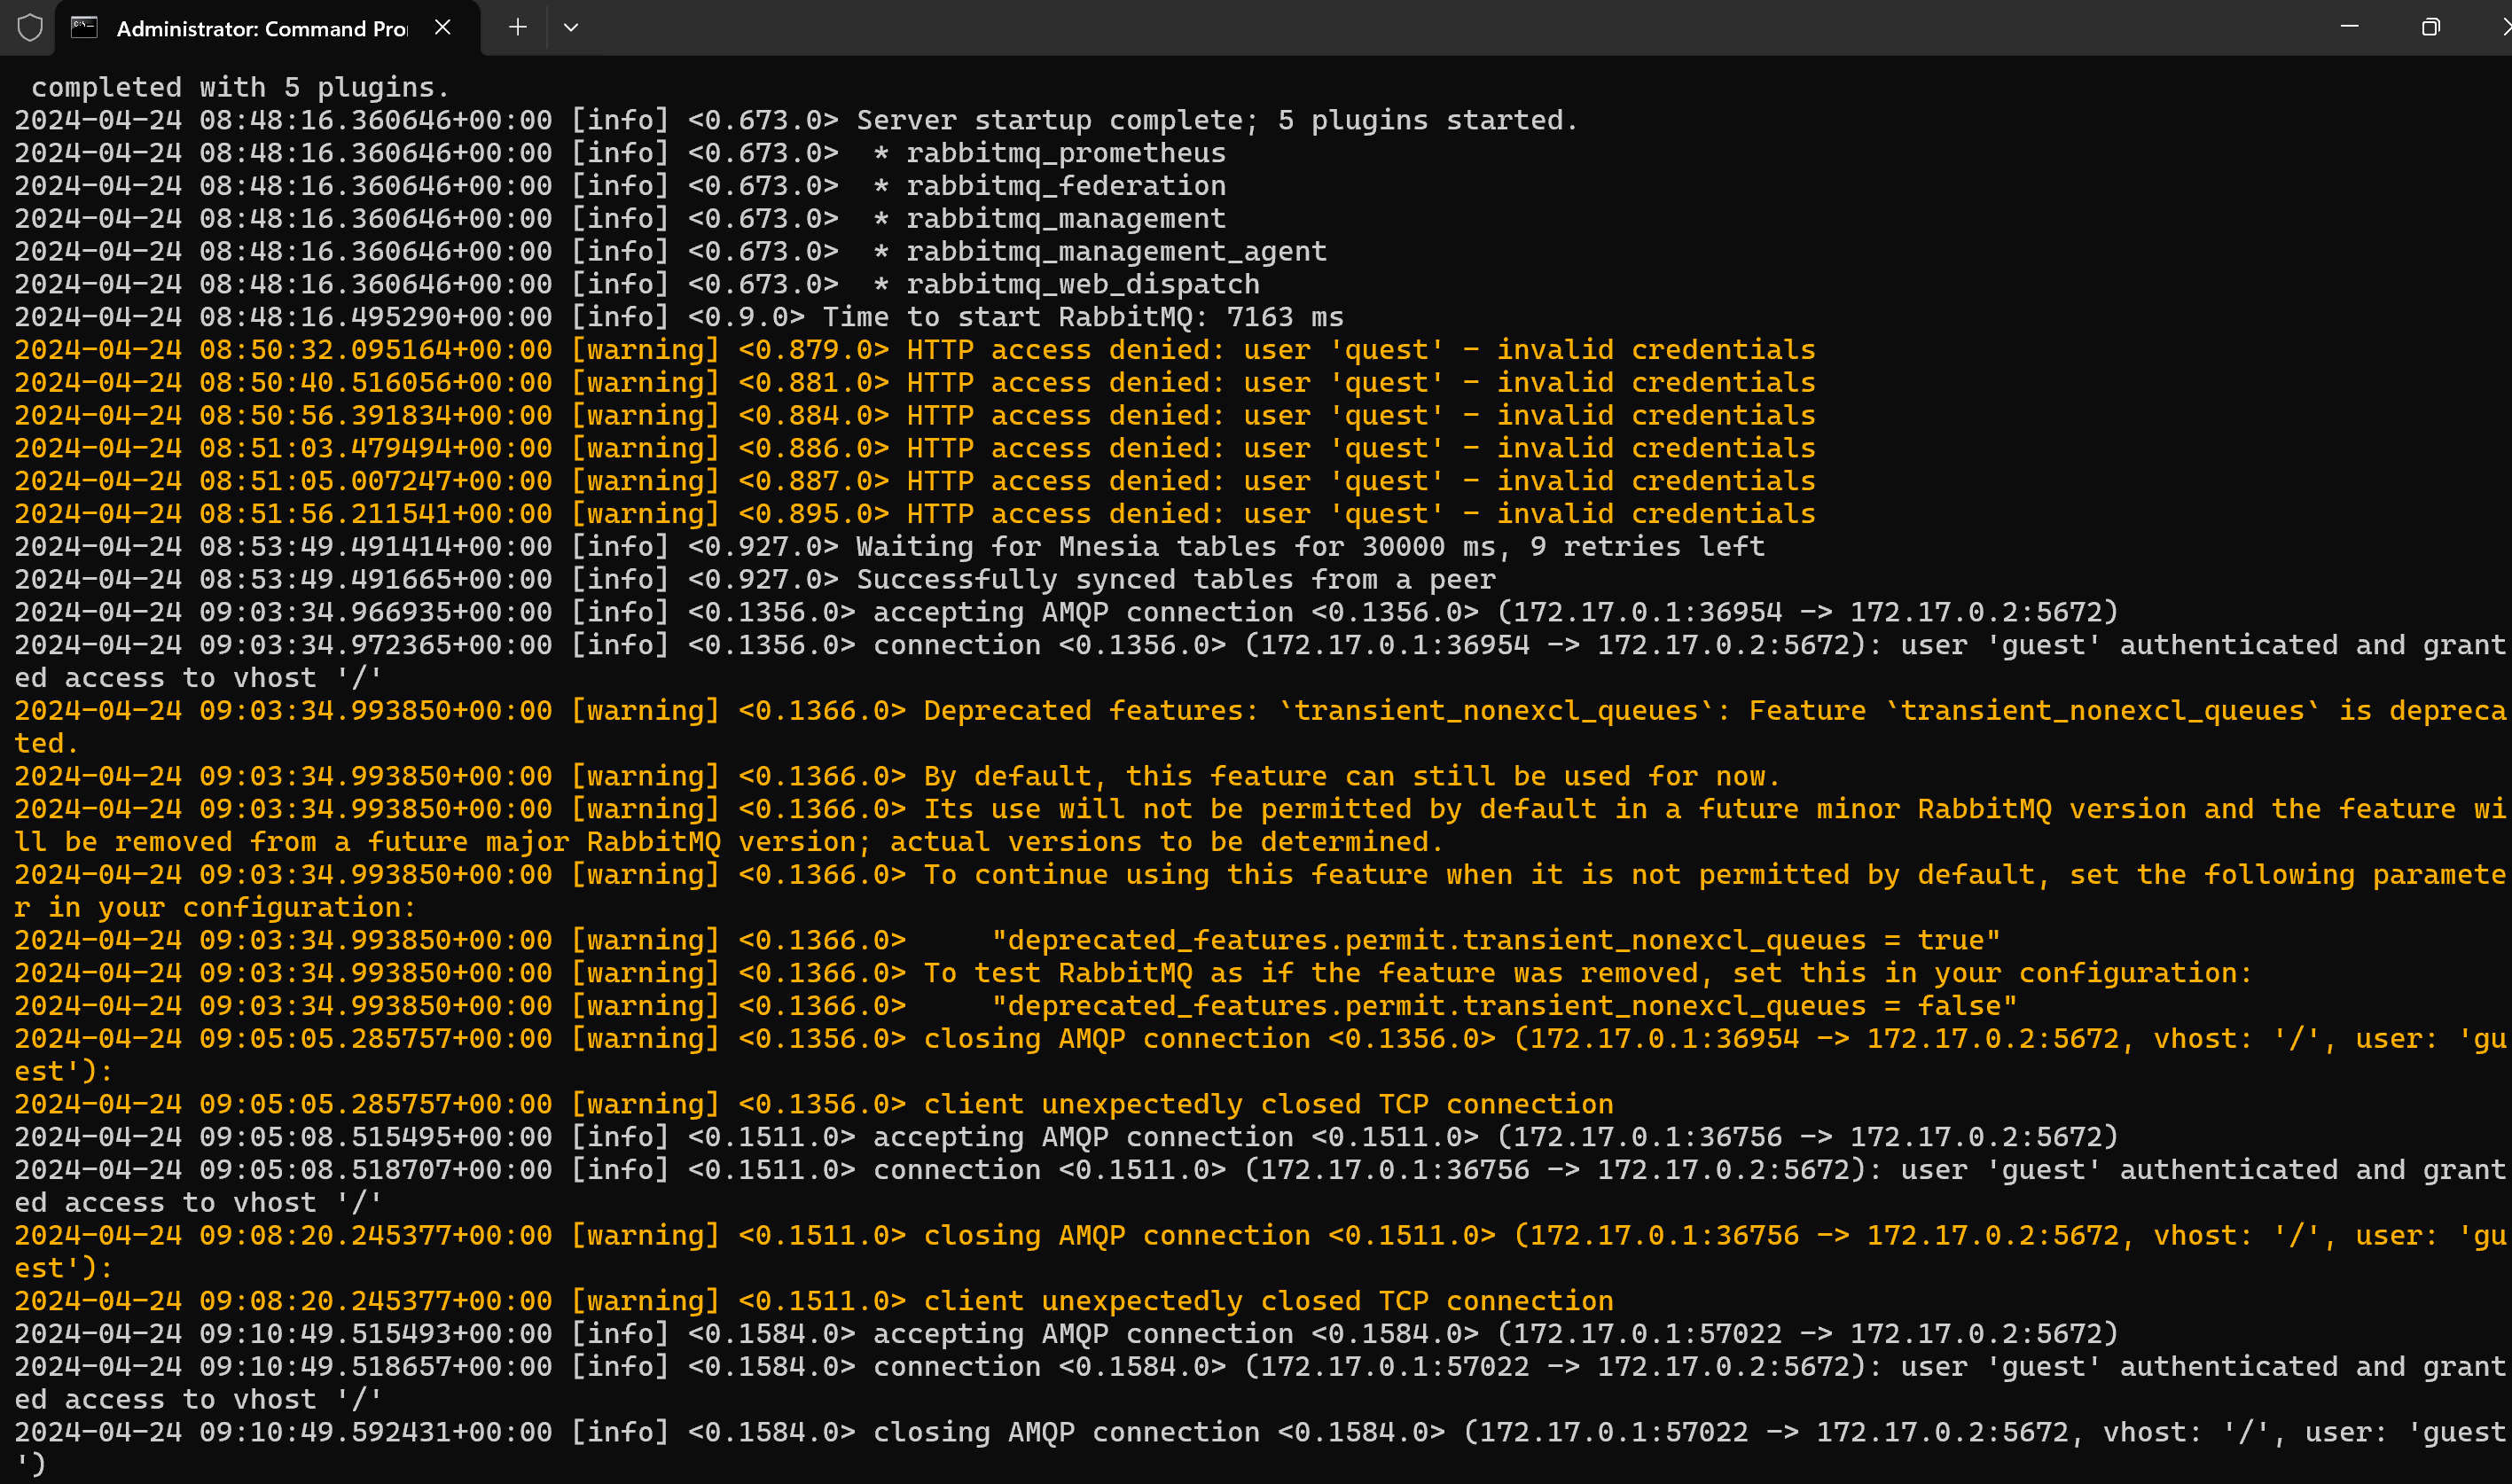 Administrator: Command Pro
completed with 5 plugins.
2024-04-24 08:48:16.360646+00:00 [info] <0.673.0> Server startup complete; 5 plugins started.
2024-04-24 08:48:16.360646+00:00 [info] <0.673.0>  * rabbitmq_prometheus
2024-04-24 08:48:16.360646+00:00 [info] <0.673.0>  * rabbitmq_federation
2024-04-24 08:48:16.360646+00:00 [info] <0.673.0>  * rabbitmq_management
2024-04-24 08:48:16.360646+00:00 [info] <0.673.0>  * rabbitmq_management_agent
2024-04-24 08:48:16.360646+00:00 [info] <0.673.0>  * rabbitmq_web_dispatch
2024-04-24 08:48:16.495290+00:00 [info] <0.9.0> Time to start RabbitMQ: 7163 ms
2024-04-24 08:50:32.095164+00:00 [warning] <0.879.0> HTTP access denied: user 'quest' - invalid credentials
2024-04-24 08:50:40.516056+00:00 [warning] <0.881.0> HTTP access denied: user 'quest' - invalid credentials
2024-04-24 08:50:56.391834+00:00 [warning] <0.884.0> HTTP access denied: user 'quest' - invalid credentials
2024-04-24 08:51:03.479494+00:00 [warning] <0.886.0> HTTP access denied: user 'quest' - invalid credentials
2024-04-24 08:51:05.007247+00:00 [warning] <0.887.0> HTTP access denied: user 'quest' - invalid credentials
2024-04-24 08:51:56.211541+00:00 [warning] <0.895.0> HTTP access denied: user 'quest' - invalid credentials
2024-04-24 08:53:49.491414+00:00 [info] <0.927.0> Waiting for Mnesia tables for 30000 ms, 9 retries left
2024-04-24 08:53:49.491665+00:00 [info] <0.927.0> Successfully synced tables from a peer
2024-04-24 09:03:34.966935+00:00 [info] <0.1356.0> accepting AMQP connection <0.1356.0> (172.17.0.1:36954 -> 172.17.0.2:5672)
2024-04-24 09:03:34.972365+00:00 [info] <0.1356.0> connection <0.1356.0> (172.17.0.1:36954 -> 172.17.0.2:5672): user 'guest' authenticated and grant
ed access to vhost '/'
2024-04-24 09:03:34.993850+00:00 [warning] <0.1366.0> Deprecated features: `transient_nonexcl_queues`: Feature `transient_nonexcl_queues` is depreca
ted.
2024-04-24 09:03:34.993850+00:00 [warning] <0.1366.0> By default, this feature can still be used for now.
2024-04-24 09:03:34.993850+00:00 [warning] <0.1366.0> Its use will not be permitted by default in a future minor RabbitMQ version and the feature wi
ll be removed from a future major RabbitMQ version; actual versions to be determined.
2024-04-24 09:03:34.993850+00:00 [warning] <0.1366.0> To continue using this feature when it is not permitted by default, set the following paramete
r in your configuration:
2024-04-24 09:03:34.993850+00:00 [warning] <0.1366.0>     "deprecated_features.permit.transient_nonexcl_queues = true"
2024-04-24 09:03:34.993850+00:00 [warning] <0.1366.0> To test RabbitMQ as if the feature was removed, set this in your configuration:
2024-04-24 09:03:34.993850+00:00 [warning] <0.1366.0>     "deprecated_features.permit.transient_nonexcl_queues = false"
2024-04-24 09:05:05.285757+00:00 [warning] <0.1356.0> closing AMQP connection <0.1356.0> (172.17.0.1:36954 -> 172.17.0.2:5672, vhost: '/', user: 'gu
est'):
2024-04-24 09:05:05.285757+00:00 [warning] <0.1356.0> client unexpectedly closed TCP connection
2024-04-24 09:05:08.515495+00:00 [info] <0.1511.0> accepting AMQP connection <0.1511.0> (172.17.0.1:36756 -> 172.17.0.2:5672)
2024-04-24 09:05:08.518707+00:00 [info] <0.1511.0> connection <0.1511.0> (172.17.0.1:36756 -> 172.17.0.2:5672): user 'guest' authenticated and grant
ed access to vhost '/'
2024-04-24 09:08:20.245377+00:00 [warning] <0.1511.0> closing AMQP connection <0.1511.0> (172.17.0.1:36756 -> 172.17.0.2:5672, vhost: '/', user: 'gu
est'):
2024-04-24 09:08:20.245377+00:00 [warning] <0.1511.0> client unexpectedly closed TCP connection
2024-04-24 09:10:49.515493+00:00 [info] <0.1584.0> accepting AMQP connection <0.1584.0> (172.17.0.1:57022 -> 172.17.0.2:5672)
2024-04-24 09:10:49.518657+00:00 [info] <0.1584.0> connection <0.1584.0> (172.17.0.1:57022 -> 172.17.0.2:5672): user 'guest' authenticated and grant
ed access to vhost '/'
2024-04-24 09:10:49.592431+00:00 [info] <0.1584.0> closing AMQP connection <0.1584.0> (172.17.0.1:57022 -> 172.17.0.2:5672, vhost: '/', user: 'guest
')